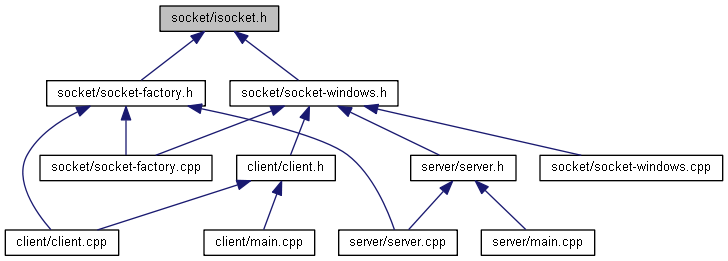 socket/isocket.h
socket/socket-factory.h
socket/socket-windows.h
socket/socket-factory.cpp
client/client.h
server/server.h
socket/socket-windows.cpp
client/client.cpp
client/main.cpp
server/server.cpp
server/main.cpp